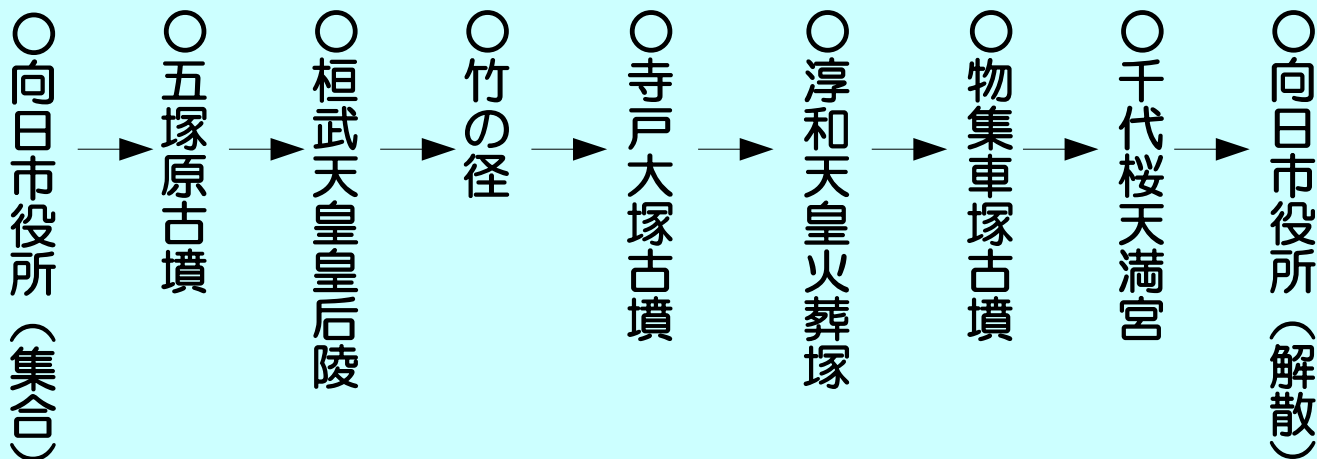 ○向日市役所（集合）
○五塚原古墳
○桓武天皇皇后陵
○竹の径
○寺戸大塚古墳
○淳和天皇火葬塚
○物集車塚古墳
○千代桜天満宮
○向日市役所（解散）